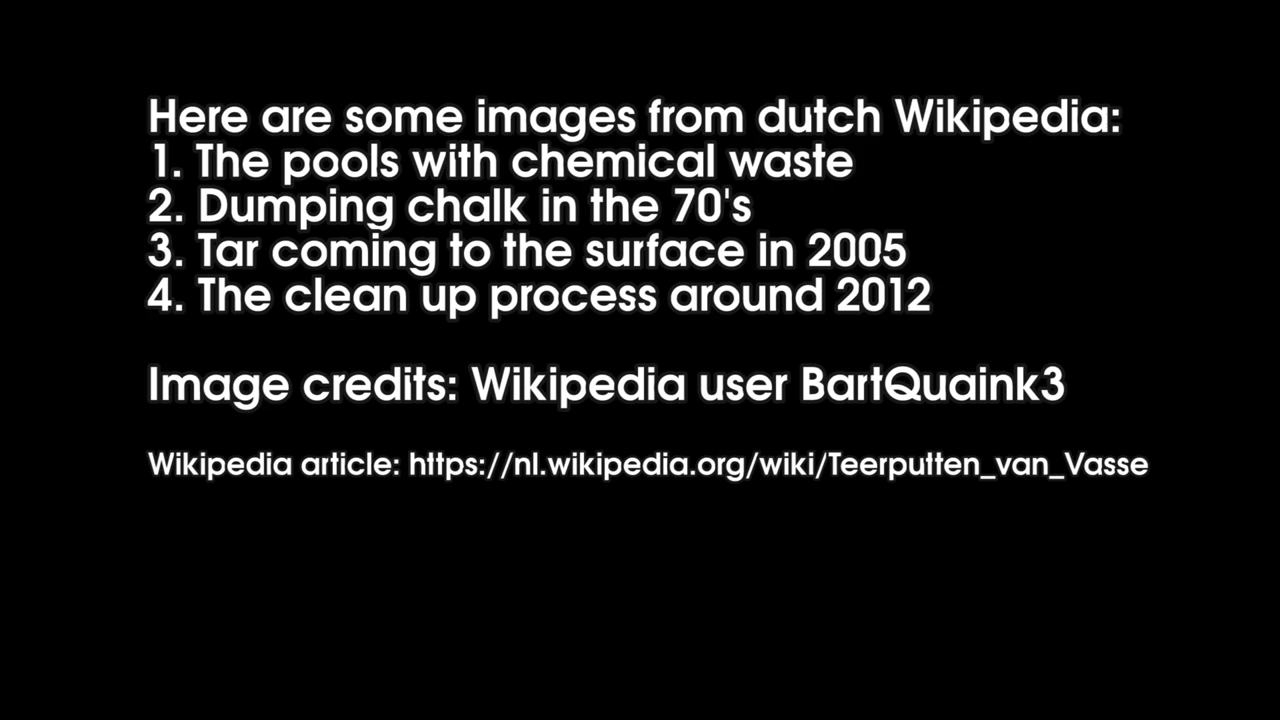 Here are some images from dutch Wikipedia:
1. The pools with chemical waste
2. Dumping chalk in the 70's
3. Tar coming to the surface in 2005
4. The clean up process around 2012
Image credits: Wikipedia user BartQuaink3
Wikipedia article: https://nl.wikipedia.org/wiki/Teerputten_van_Vasse